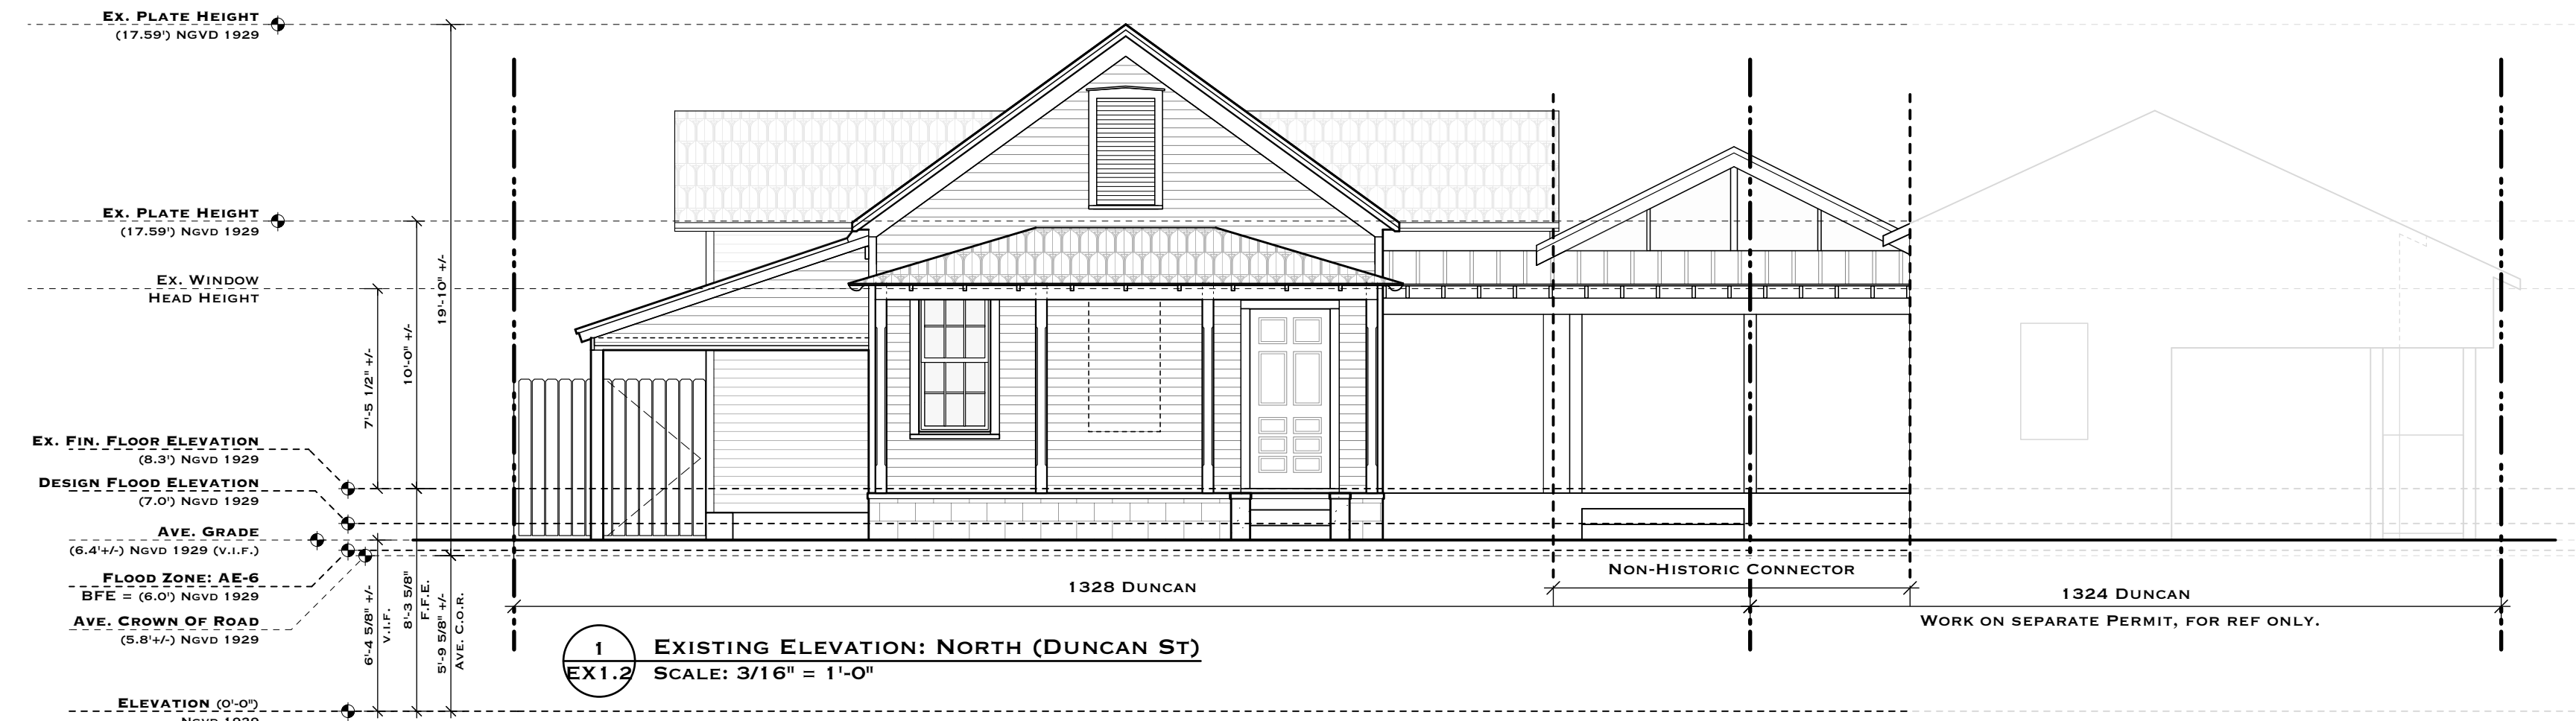 Ex. Plate Height
(17.59') NGVD 1929
Ex. Plate Height
(17.59') NGVD 1929
Ex. Window
Head Height
Ex. Fin. Floor Elevation
(8.3') NGVD 1929
Design Flood Elevation
(7.0') NGVD 1929
Ave. Grade
(6.4'+/-) NGVD 1929 (V.I.F.)
Flood Zone: AE-6
BFE = (6.0') NGVD 1929
Ave. Crown Of Road
(5.8'+/-) NGVD 1929
Elevation (0'-0")
NGVD 1929
7'-5 1/2" +/-
10'-0" +/-
19'-10" +/-
6'-4 5/8" +/-
V.I.F.
8'-3 5/8"
F.F.E.
5'-9 5/8" +/-
Ave. C.O.R.
1328 Duncan
Non-Historic Connector
1324 Duncan
Work on separate Permit, for ref only.
1
EX1.2
Existing Elevation: North (Duncan St)
Scale: 3/16" = 1'-0"